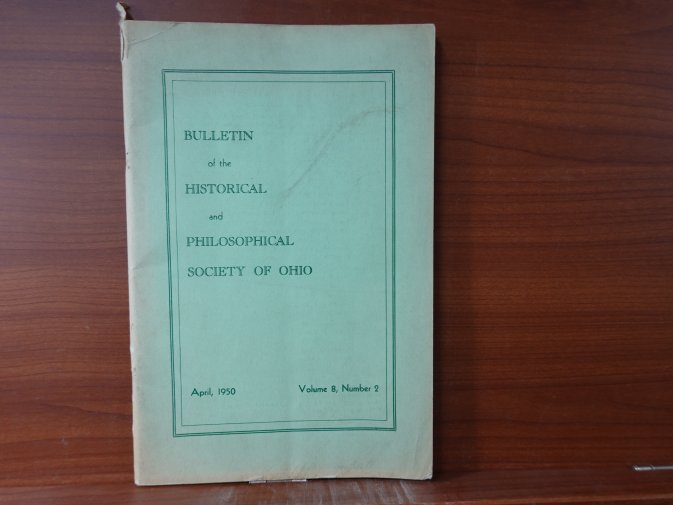 BULLETIN
of the
HISTORICAL
and
PHILOSOPHICAL
SOCIETY OF OHIO
April, 1950 Volume 8, Number 2